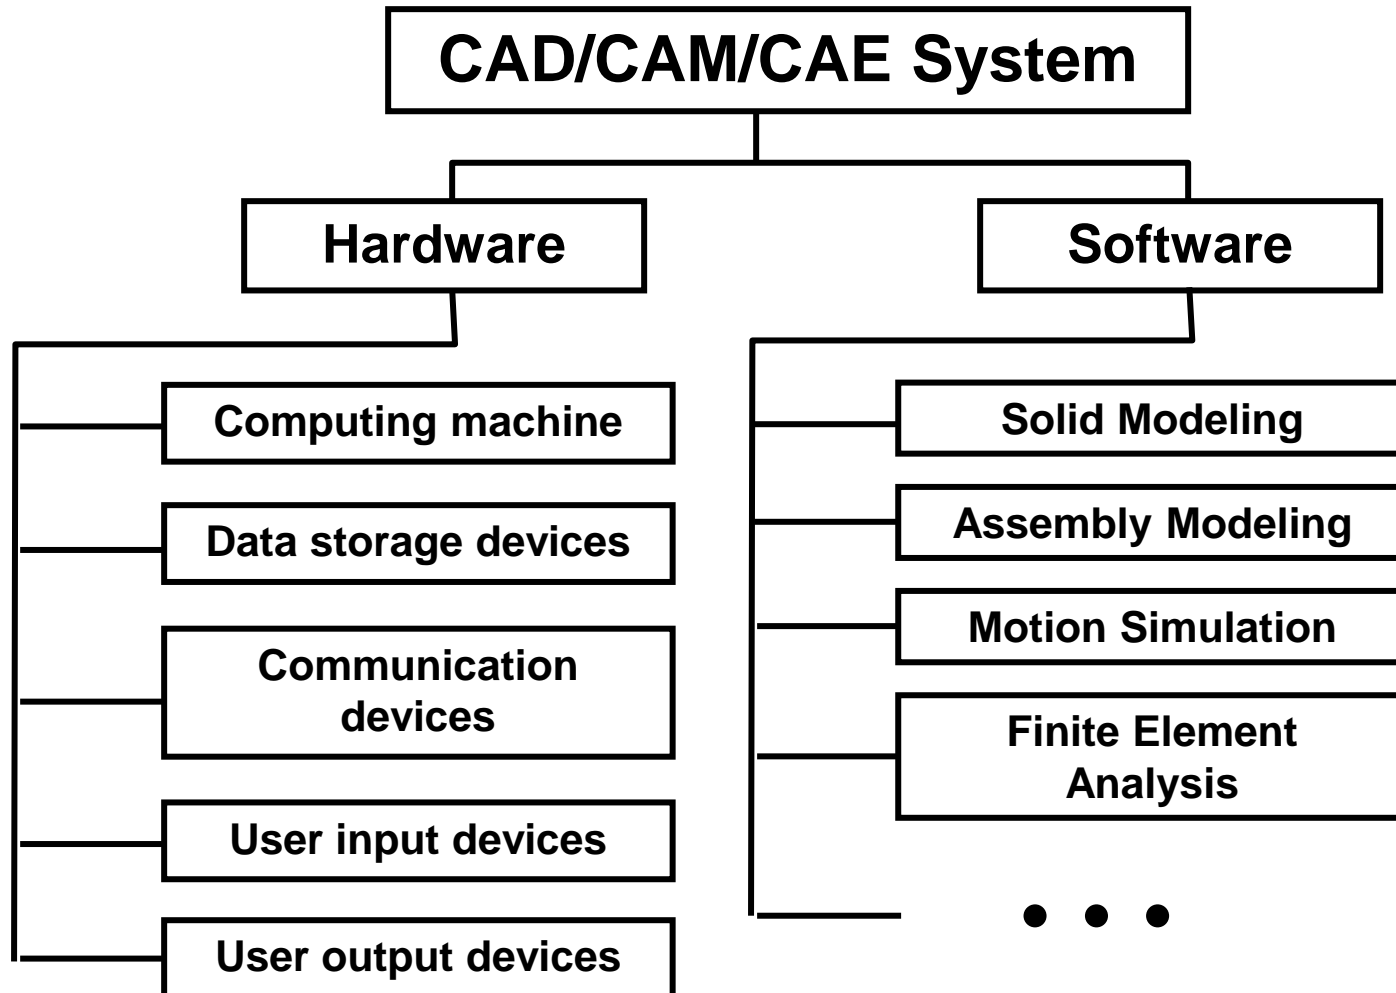 CAD/CAM/CAE System
Hardware
Software
Computing machine
Data storage devices
Communication
devices
User input devices
User output devices
Solid Modeling
Assembly Modeling
Motion Simulation
Finite Element
Analysis
• • •